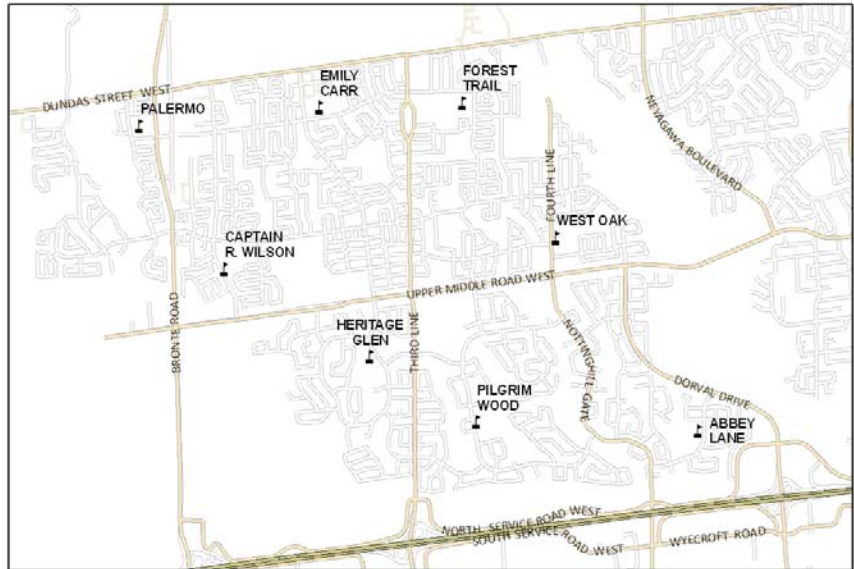 EMILY
CARR
FOREST
TRAIL
DUNDAS STREET WEST
PALERMO
NEYAGAWA BOULEVARD
FOURTH LINE
WEST OAK
CAPTAIN
R. WILSON
UPPER MIDDLE ROAD WEST
BRONTE ROAD
HERITAGE
GLEN
THIRD LINE
NOTTINGHILL GATE
PILGRIM
WOOD
DORVAL DRIVE
ABBEY
LANE
NORTH SERVICE ROAD WEST
SOUTH SERVICE ROAD WEST
WYECROFT ROAD